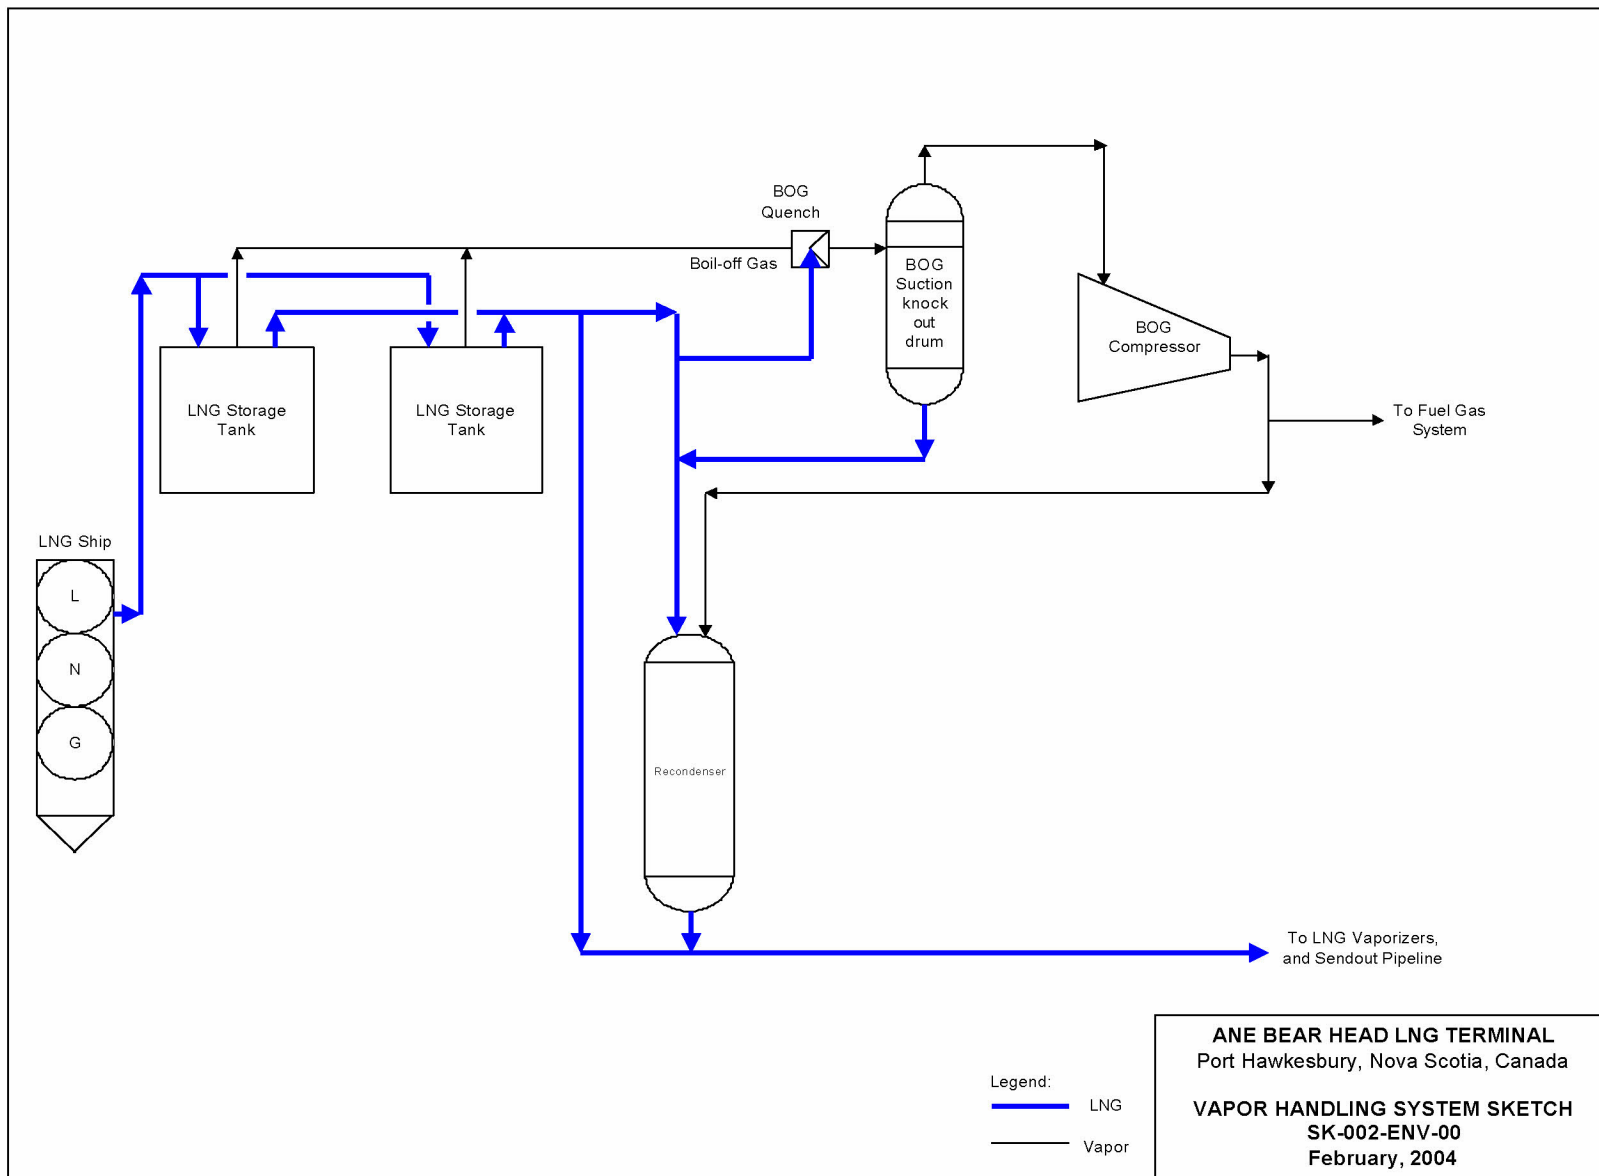 BOG
Quench
Boil-off Gas
BOG
Suction
knock
out
drum
BOG
Compressor
LNG Storage
Tank
LNG Storage
Tank
To Fuel Gas
System
LNG Ship
L
N
G
Recondenser
To LNG Vaporizers,
and Sendout Pipeline
Legend:
LNG
Vapor
ANE BEAR HEAD LNG TERMINAL
Port Hawkesbury, Nova Scotia, Canada
VAPOR HANDLING SYSTEM SKETCH
SK-002-ENV-00
February, 2004